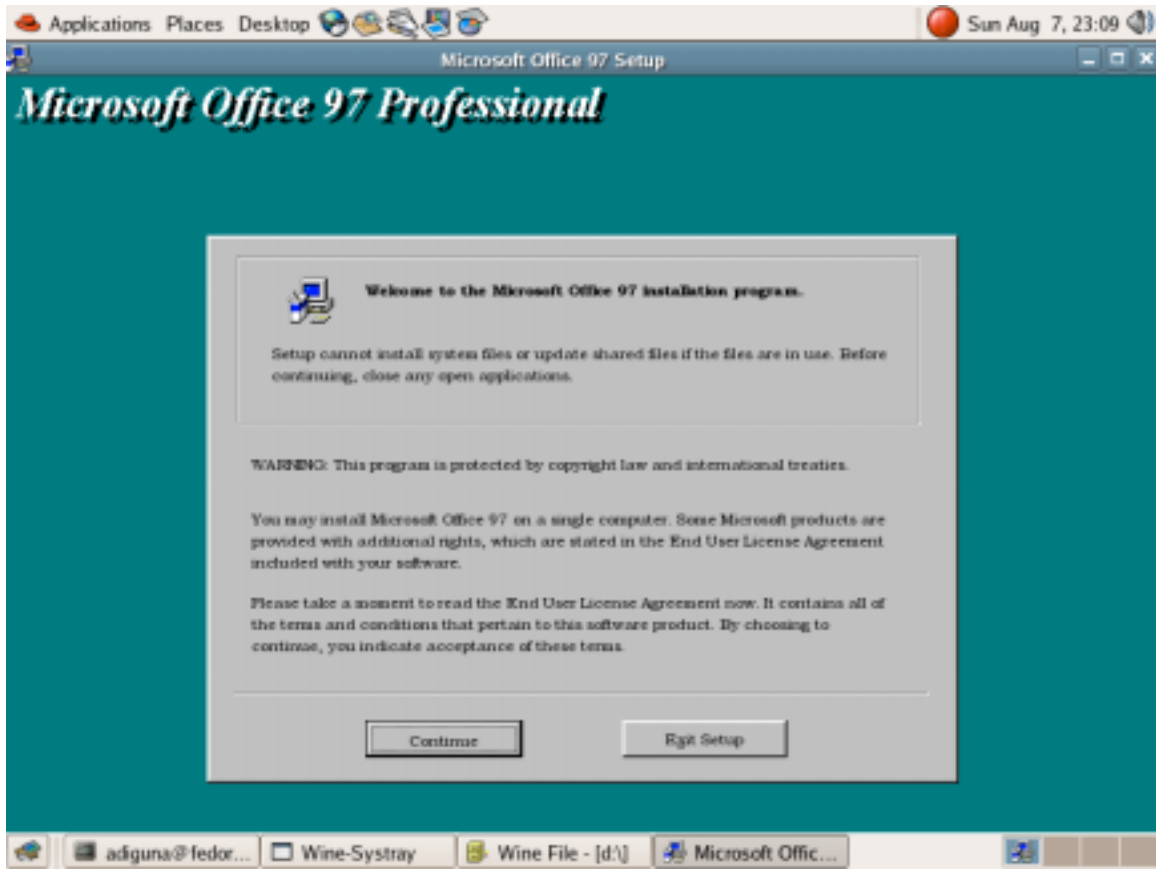 Applications Places Desktop
Sun Aug 7, 23:09
Microsoft Office 97 Setup
Microsoft Office 97 Professional
Welcome to the Microsoft Office 97 installation program.
Setup cannot install system files or update shared files if the files are in use. Before
continuing, close any open applications.
WARNING: This program is protected by copyright law and international treaties.
You may install Microsoft Office 97 on a single computer. Some Microsoft products are
provided with additional rights, which are stated in the End User License Agreement
included with your software.
Please take a moment to read the End User License Agreement now. It contains all of
the terms and conditions that pertain to this software product. By choosing to
continue, you indicate acceptance of these terms.
Continue
Exit Setup
adiguna@fedor...
Wine-Systray
Wine File - [d:\]
Microsoft Offic...